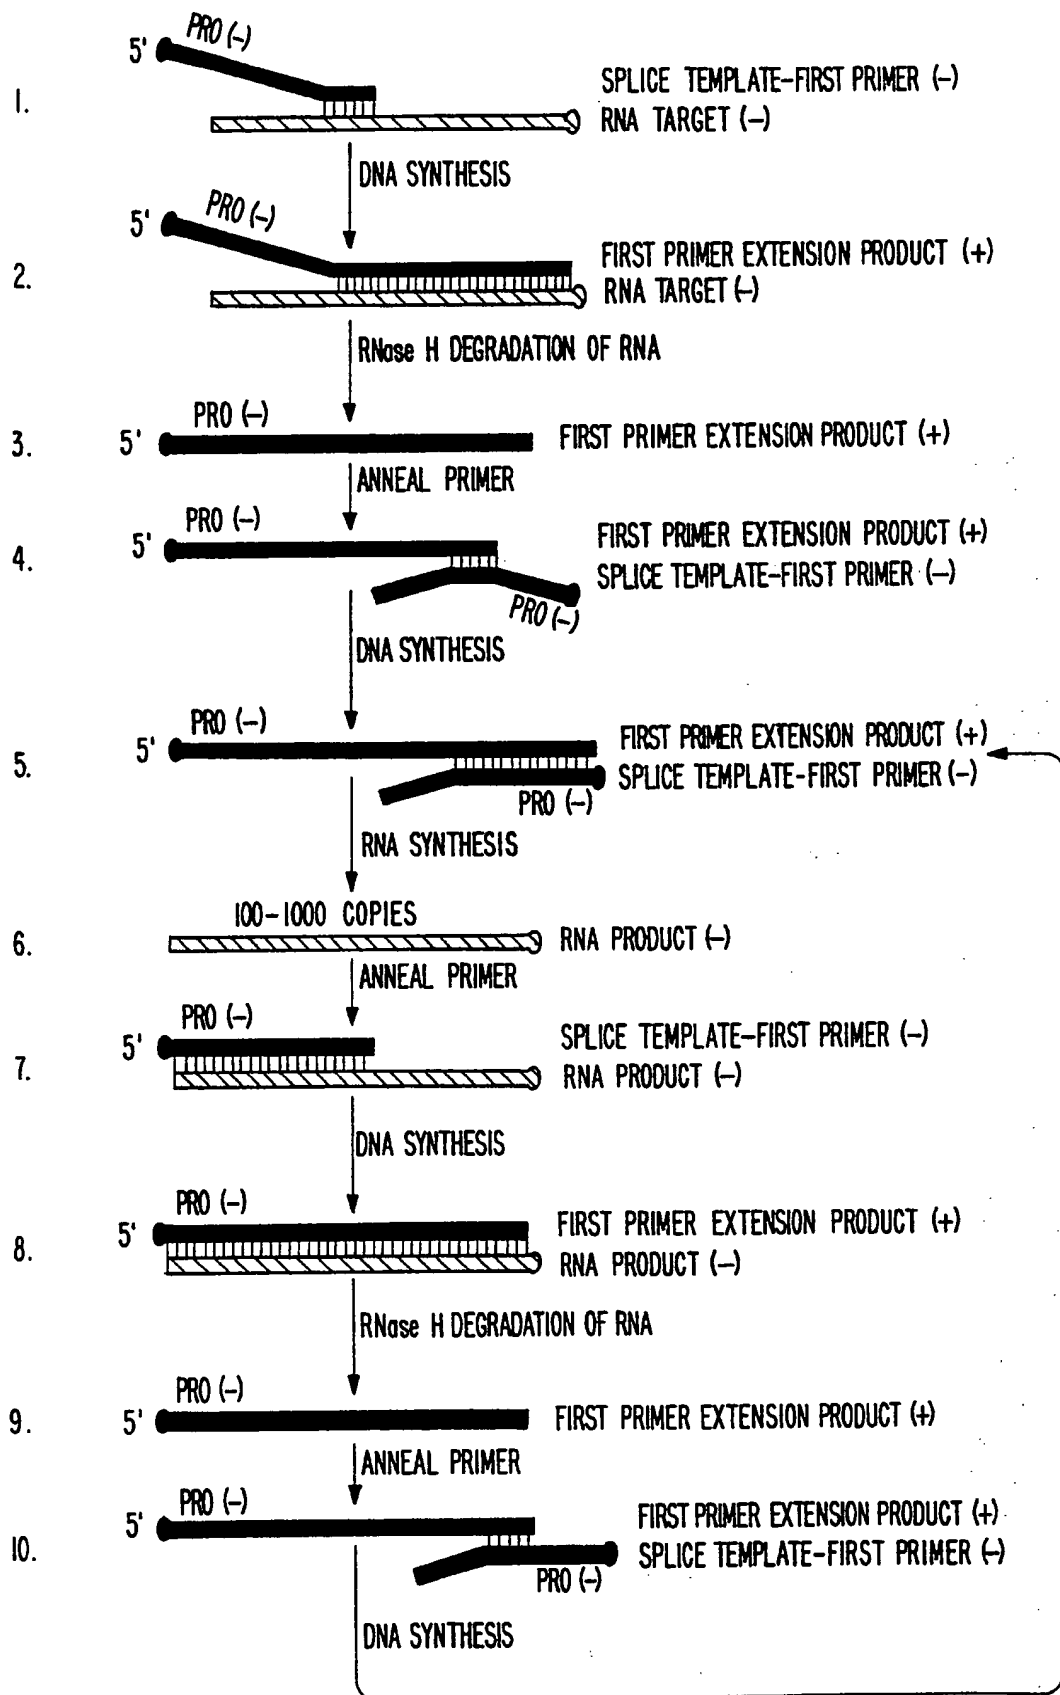 PRO (-)
5'
1.
SPLICE TEMPLATE-FIRST PRIMER (-)
RNA TARGET (-)
DNA SYNTHESIS
PRO (-)
5'
2.
FIRST PRIMER EXTENSION PRODUCT (+)
RNA TARGET (-)
RNase H DEGRADATION OF RNA
PRO (-)
3.
5'
FIRST PRIMER EXTENSION PRODUCT (+)
ANNEAL PRIMER
PRO (-)
5'
4.
FIRST PRIMER EXTENSION PRODUCT (+)
SPLICE TEMPLATE-FIRST PRIMER (-)
PRO (-)
DNA SYNTHESIS
PRO (-)
5'
5.
FIRST PRIMER EXTENSION PRODUCT (+)
SPLICE TEMPLATE-FIRST PRIMER (-)
PRO (-)
RNA SYNTHESIS
100-1000 COPIES
6.
RNA PRODUCT (-)
ANNEAL PRIMER
PRO (-)
5'
7.
SPLICE TEMPLATE-FIRST PRIMER (-)
RNA PRODUCT (-)
DNA SYNTHESIS
PRO (-)
5'
8.
FIRST PRIMER EXTENSION PRODUCT (+)
RNA PRODUCT (-)
RNase H DEGRADATION OF RNA
PRO (-)
9.
5'
FIRST PRIMER EXTENSION PRODUCT (+)
ANNEAL PRIMER
PRO (-)
5'
10.
FIRST PRIMER EXTENSION PRODUCT (+)
SPLICE TEMPLATE-FIRST PRIMER (-)
PRO (-)
DNA SYNTHESIS